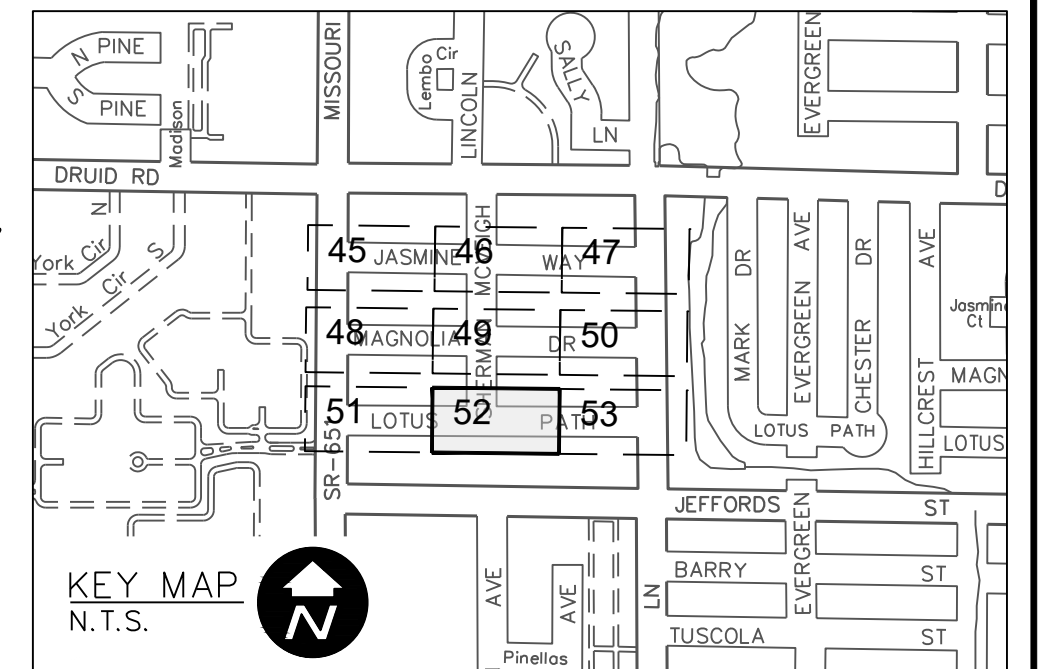 N PINE
S PINE
Madison
MISSOURI
Lembo Cir
LINCOLN
SALLY
LN
EVERGREEN
DRUID RD
D
N
York Cir
S
York Cir
45
JASMINE
46
WAY
47
48
MAGNOLIA
49
DR
50
51
LOTUS
52
PATH
53
SR-651
MARK DR
EVERGREEN AVE
CHESTER DR
HILLCREST AVE
Jasmine
Ct
MAGN
LOTUS PATH
LOTUS
JEFFORDS ST
BARRY ST
TUSCOLA ST
EVERGREEN
LN
AVE
AVE
Pinellas
KEY MAP
N.T.S.
N